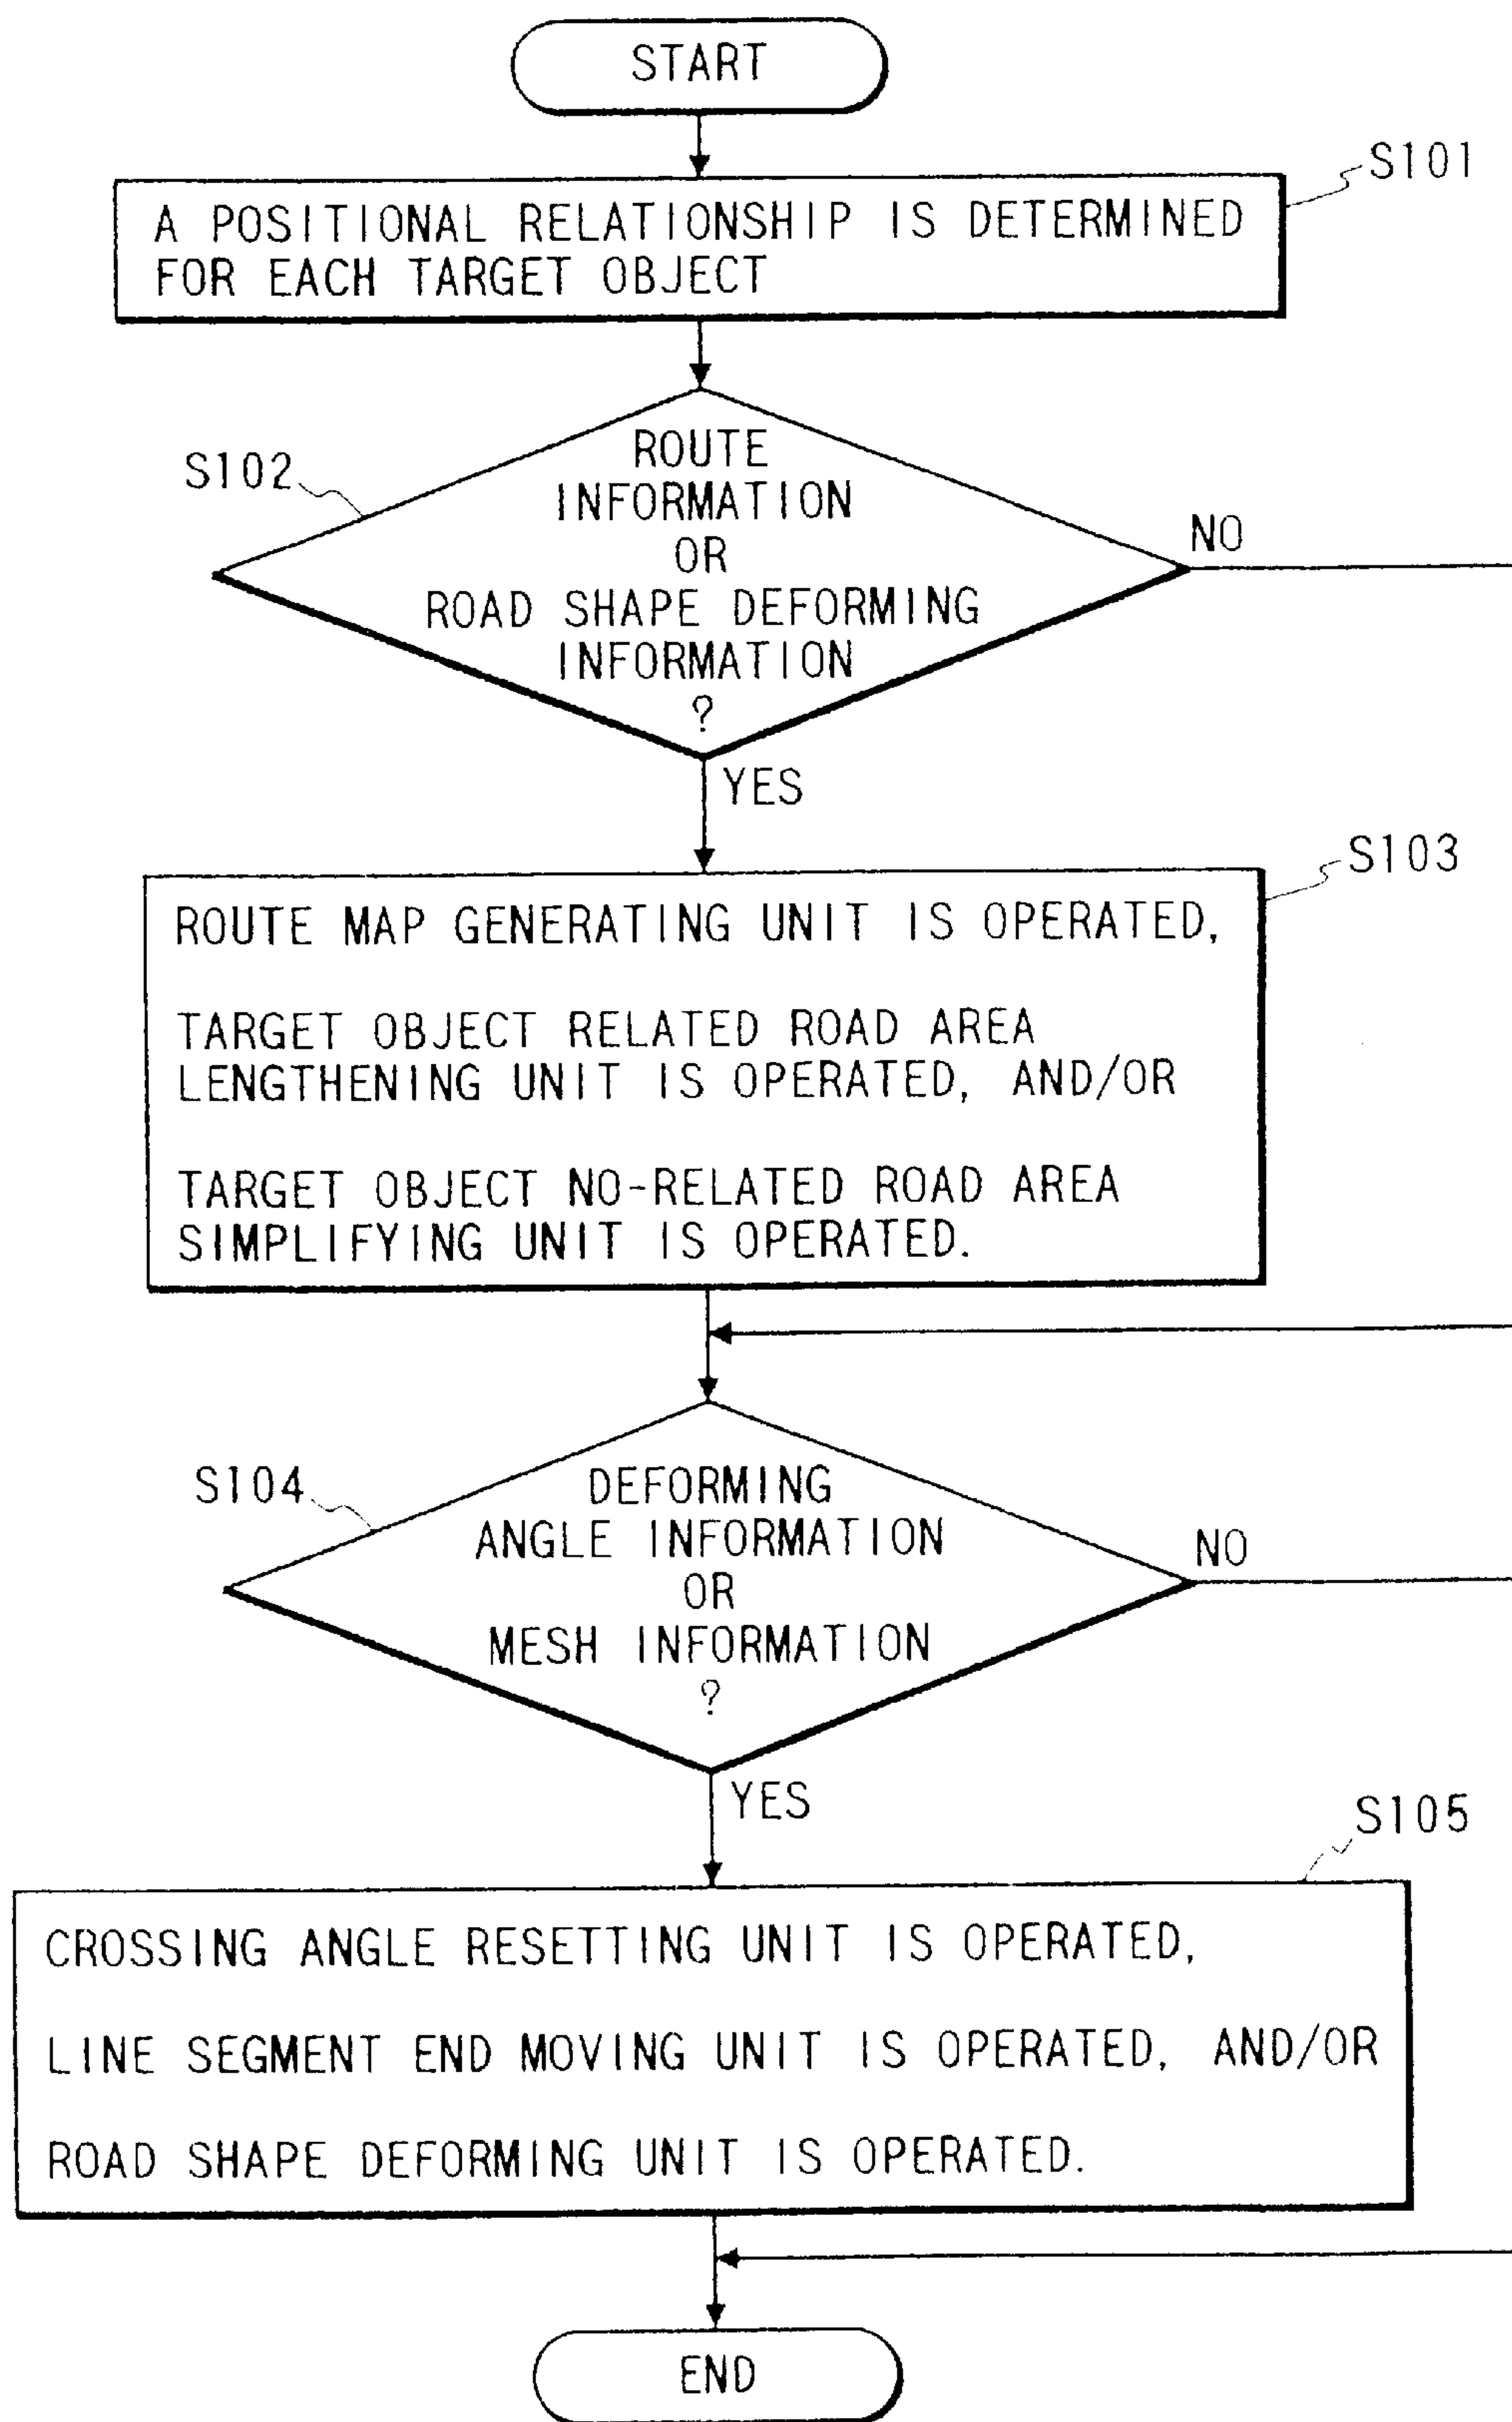 START
S101
A POSITIONAL RELATIONSHIP IS DETERMINED
FOR EACH TARGET OBJECT
S102
ROUTE
INFORMATION
OR
ROAD SHAPE DEFORMING
INFORMATION
?
NO
YES
S103
ROUTE MAP GENERATING UNIT IS OPERATED,
TARGET OBJECT RELATED ROAD AREA
LENGTHENING UNIT IS OPERATED, AND/OR
TARGET OBJECT NO-RELATED ROAD AREA
SIMPLIFYING UNIT IS OPERATED.
S104
DEFORMING
ANGLE INFORMATION
OR
MESH INFORMATION
?
NO
YES
S105
CROSSING ANGLE RESETTING UNIT IS OPERATED,
LINE SEGMENT END MOVING UNIT IS OPERATED, AND/OR
ROAD SHAPE DEFORMING UNIT IS OPERATED.
END